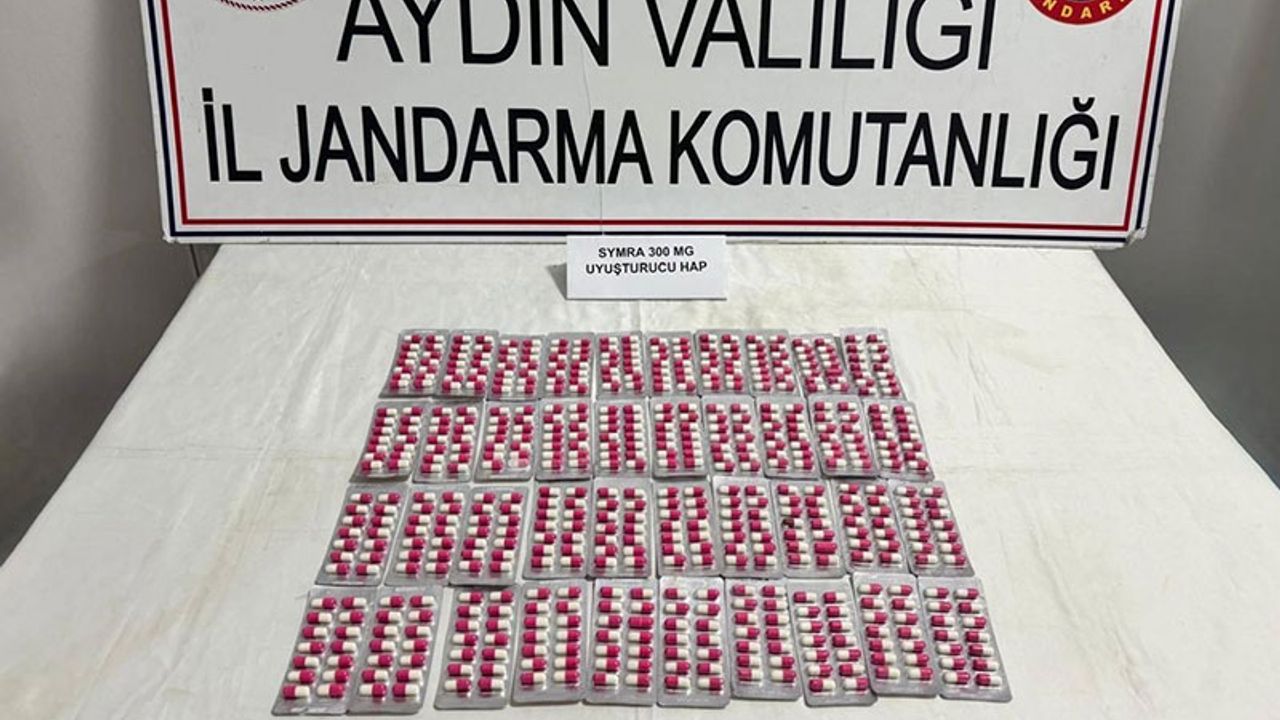 AYDIN VALİLİĞİ
İL JANDARMA KOMUTANLIĞI
SYMRA 300 MG
UYUŞTURUCU HAP